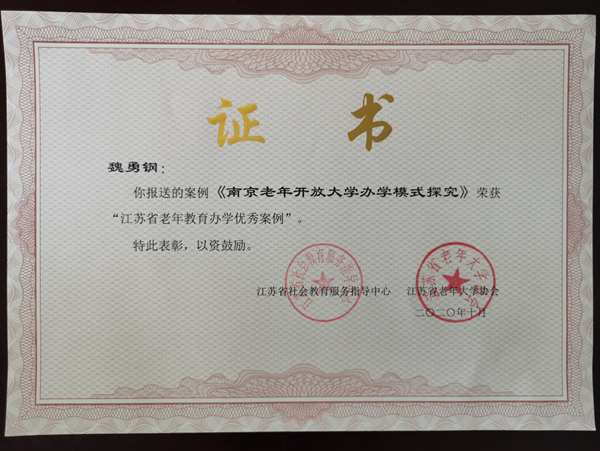 证 书
魏勇钢：
你报送的案例《南京老年开放大学办学模式探究》荣获
“江苏省老年教育办学优秀案例”。
特此表彰，以资鼓励。
江苏省社会教育服务指导中心 江苏省老年大学协会
二〇二〇年十月